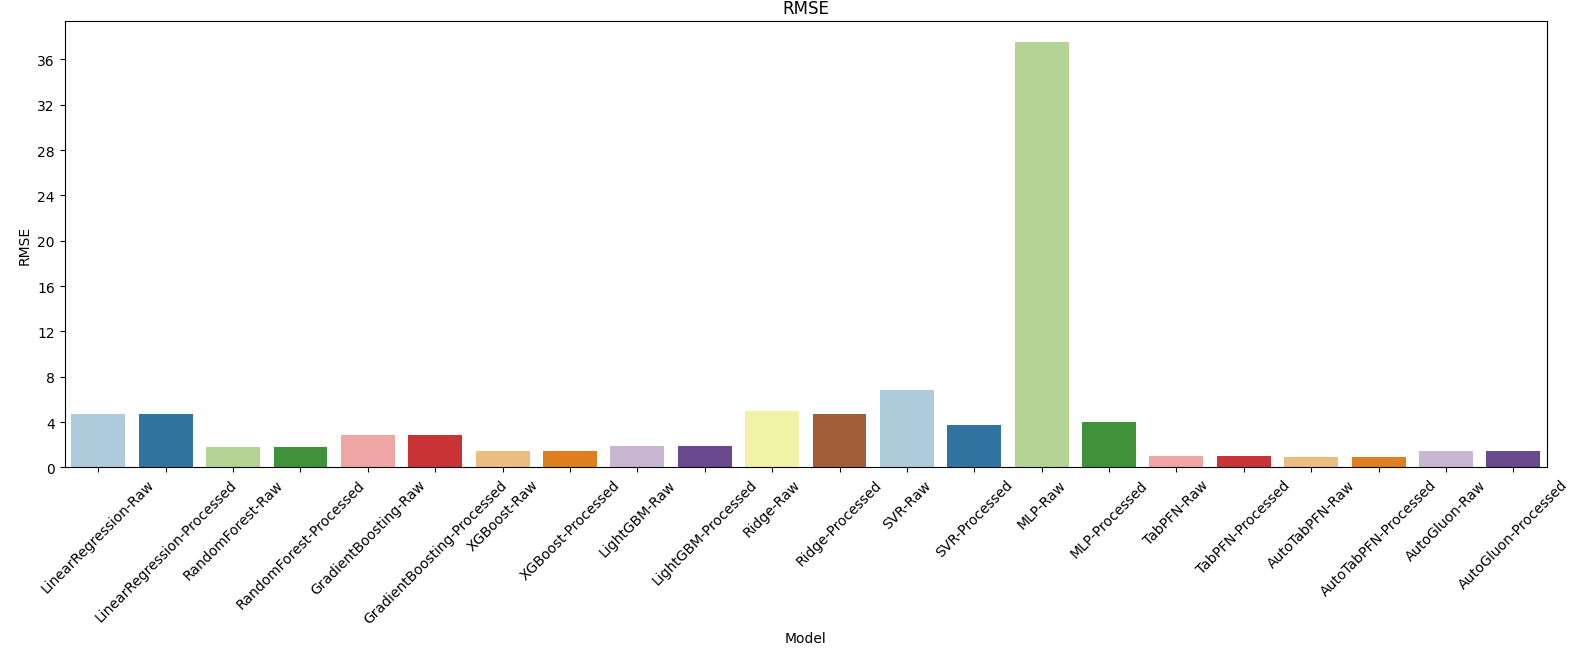 RMSE
RMSE
36
32
28
24
20
16
12
8
4
0
LinearRegression-Raw
LinearRegression-Processed
RandomForest-Raw
RandomForest-Processed
GradientBoosting-Raw
GradientBoosting-Processed
XGBoost-Raw
XGBoost-Processed
LightGBM-Raw
LightGBM-Processed
Ridge-Raw
Ridge-Processed
SVR-Raw
SVR-Processed
MLP-Raw
MLP-Processed
TabPFN-Raw
TabPFN-Processed
AutoTabPFN-Raw
AutoTabPFN-Processed
AutoGluon-Raw
AutoGluon-Processed
Model